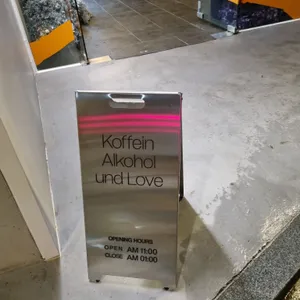 Koffein
Alkohol
und Love
OPENING HOURS
OPEN AM 11:00
CLOSE AM 01:00